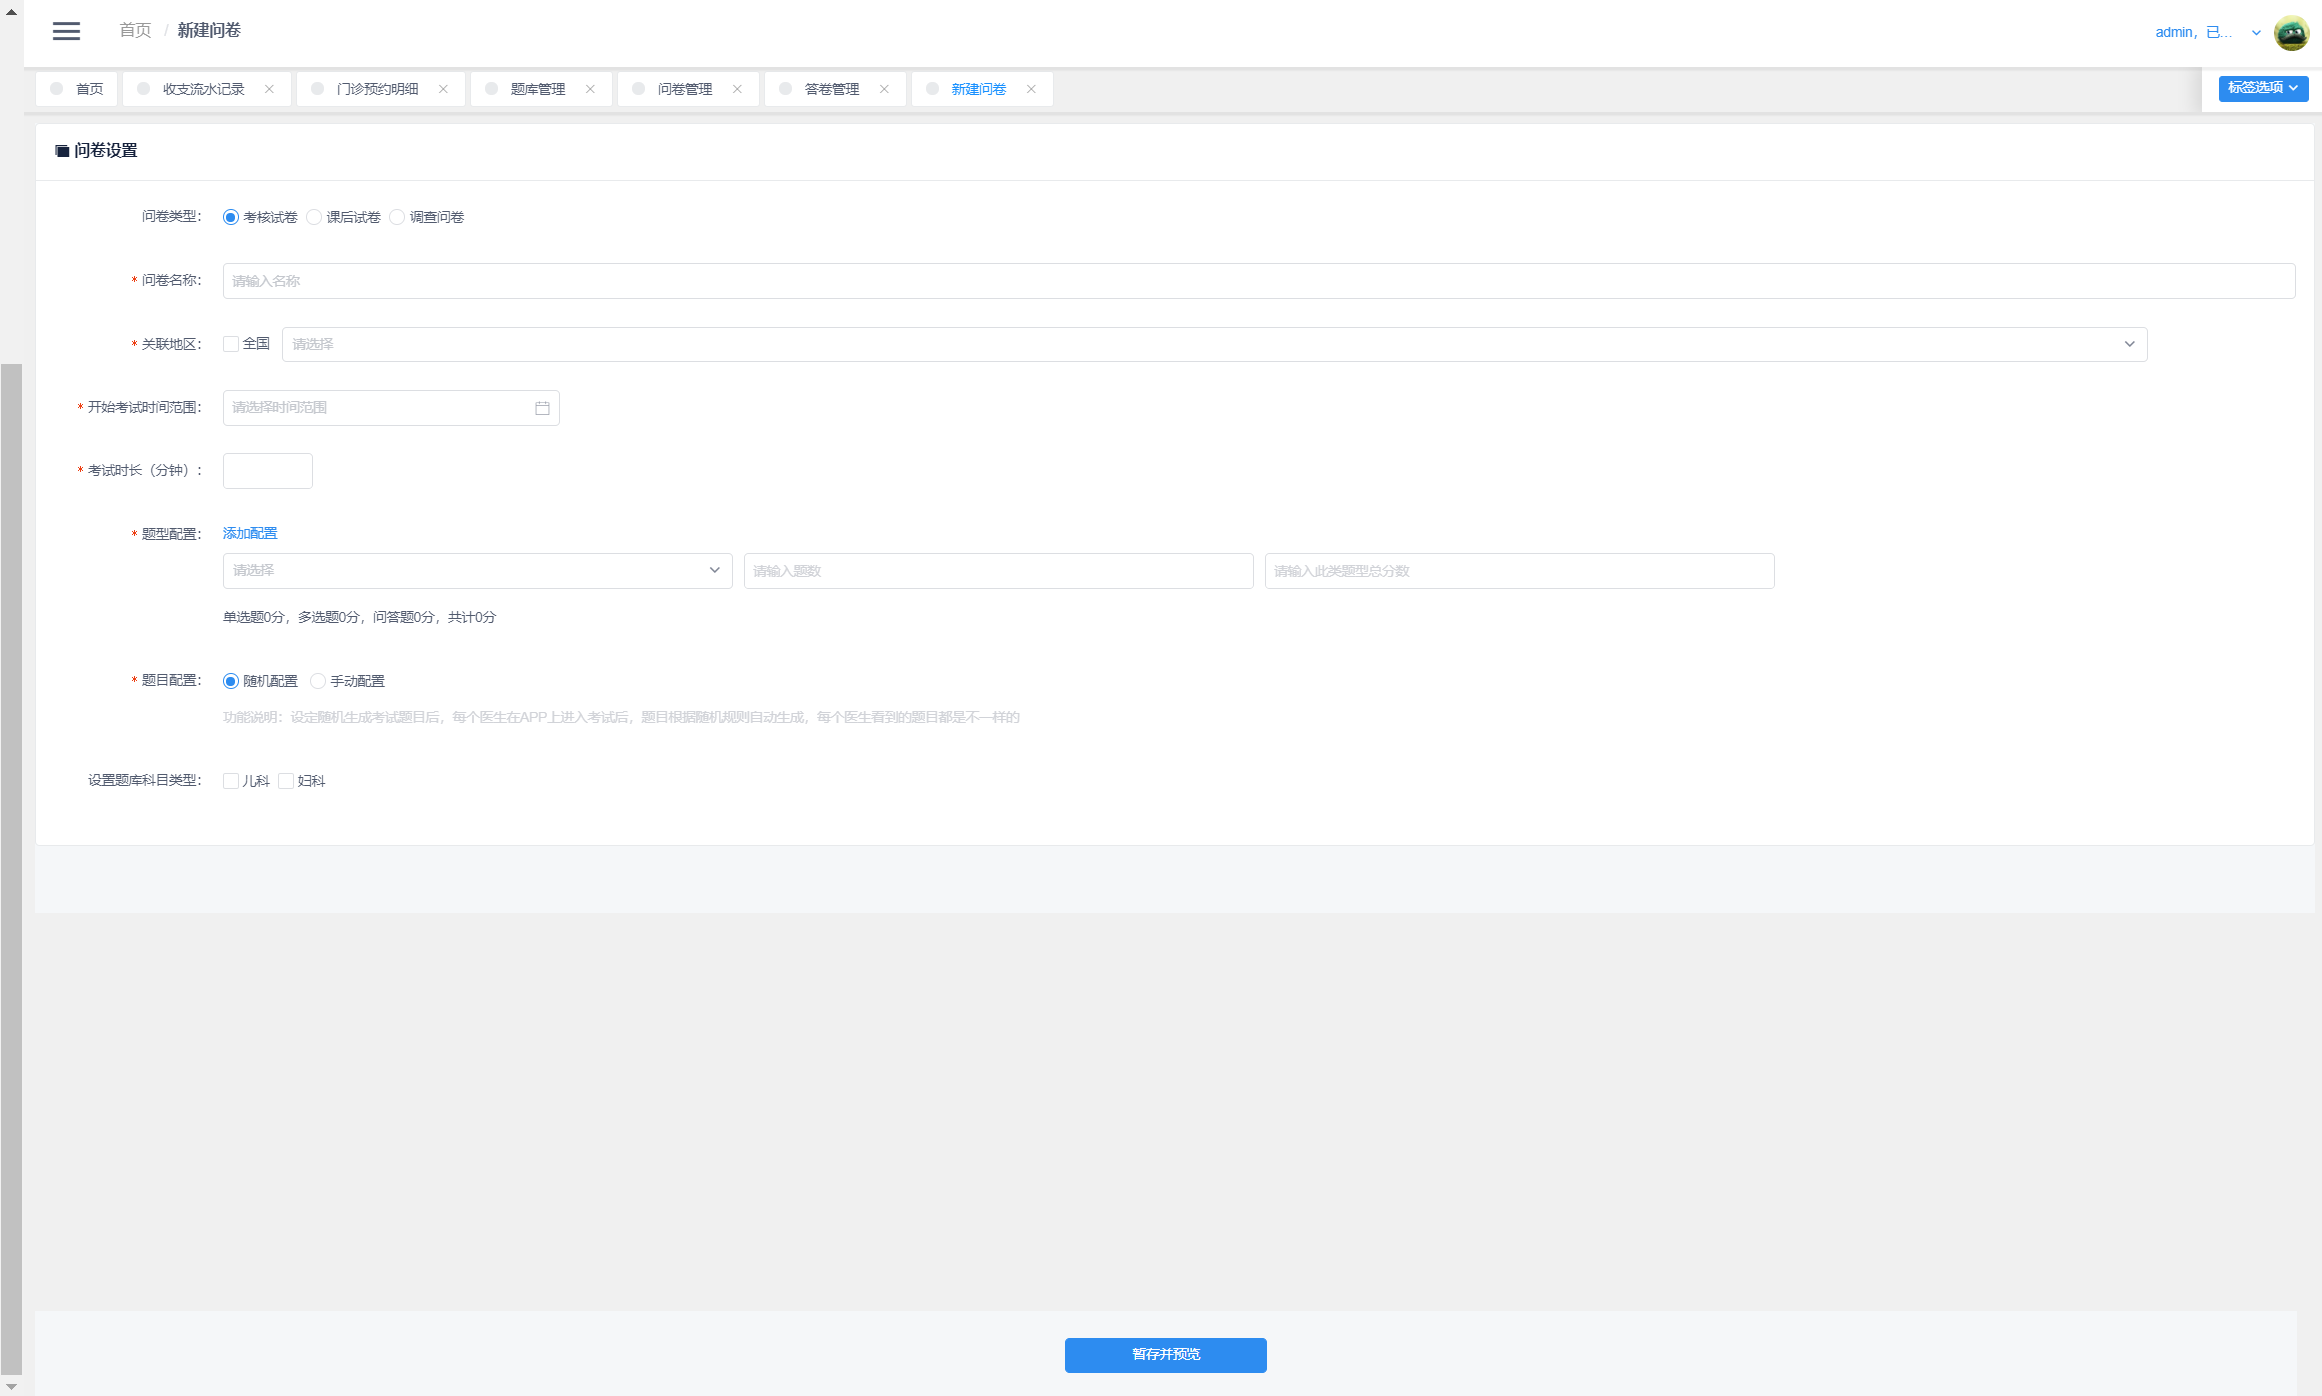 首页 / 新建问卷
admin，已...
首页
收支流水记录
门诊预约明细
题库管理
问卷管理
答卷管理
新建问卷
标签选项
问卷设置
问卷类型： 考核试卷 课后试卷 调查问卷
* 问卷名称： 请输入名称
* 关联地区： 全国 请选择
* 开始考试时间范围： 请选择时间范围
* 考试时长（分钟）：
* 题型配置： 添加配置
请选择 请输入题数 请输入此类题型总分数
单选题0分，多选题0分，问答题0分，共计0分
* 题目配置： 随机配置 手动配置
功能说明：设定随机生成考试题目后，每个医生在APP上进入考试后，题目根据随机规则自动生成，每个医生看到的题目都是不一样的
设置题库科目类型： 儿科 妇科
暂存并预览